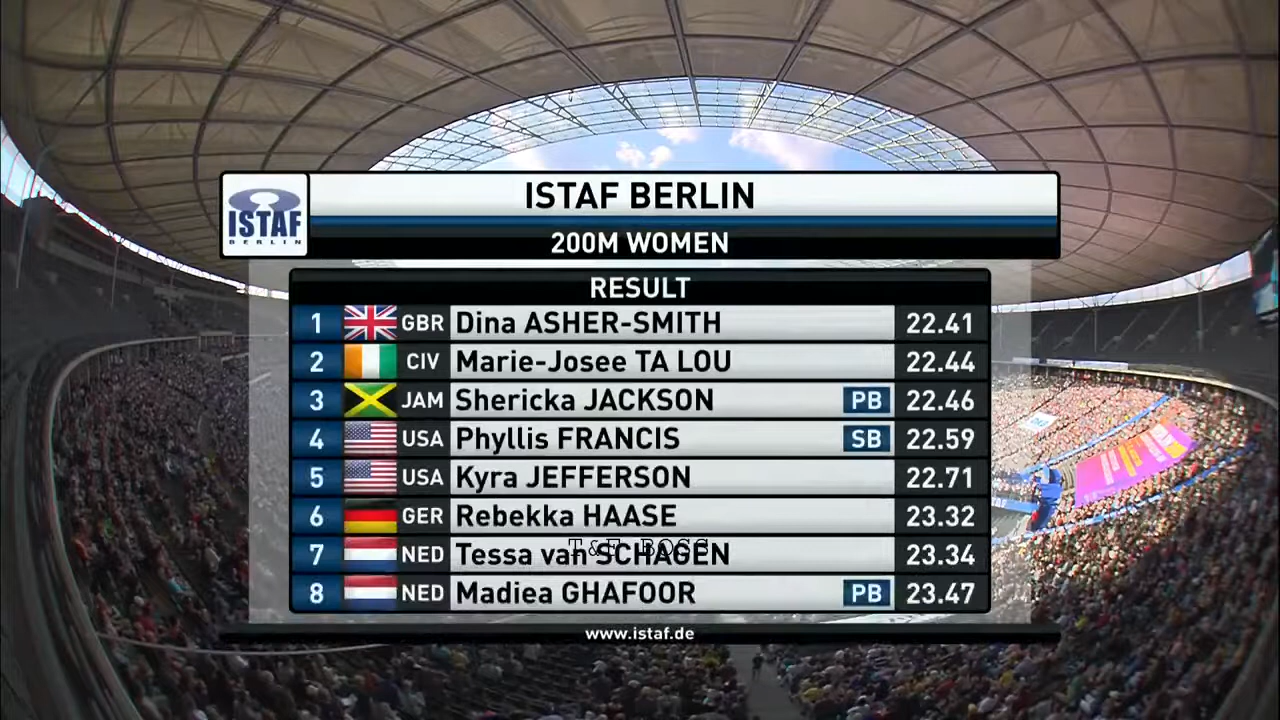 ISTAF BERLIN
ISTAF
BERLIN
200M WOMEN
RESULT
1 GBR Dina ASHER-SMITH 22.41
2 CIV Marie-Josee TA LOU 22.44
3 JAM Shericka JACKSON PB 22.46
4 USA Phyllis FRANCIS SB 22.59
5 USA Kyra JEFFERSON 22.71
6 GER Rebekka HAASE 23.32
T&F BOSS
7 NED Tessa van SCHAGEN 23.34
8 NED Madiea GHAFOOR PB 23.47
www.istaf.de